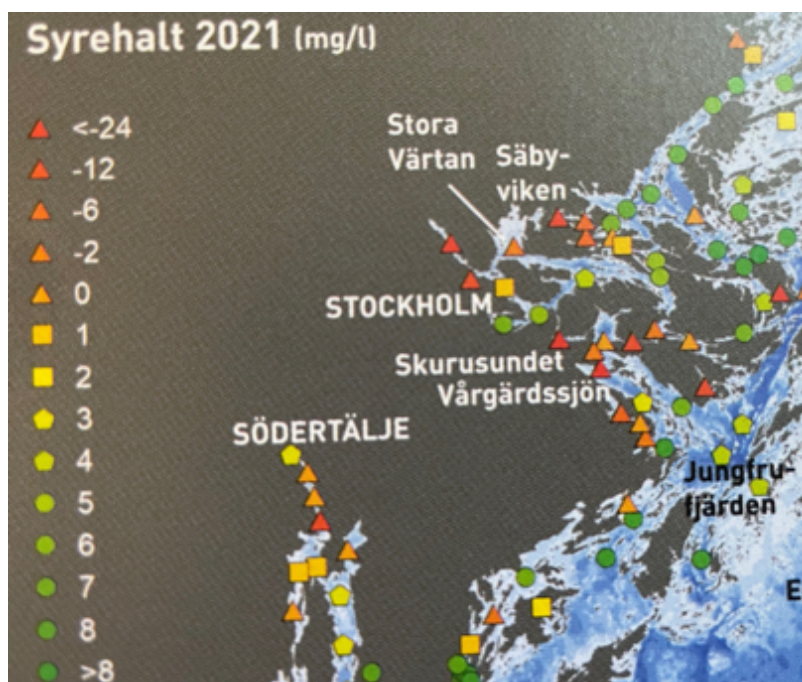 Syrehalt 2021 (mg/l)
<-24
-12
-6
-2
0
1
2
3
4
5
6
7
8
>8
Stora
Värtan
Säby-
viken
STOCKHOLM
Skurusundet
Vårgärdssjön
SÖDERTÄLJE
Jungfru-
fjärden
E